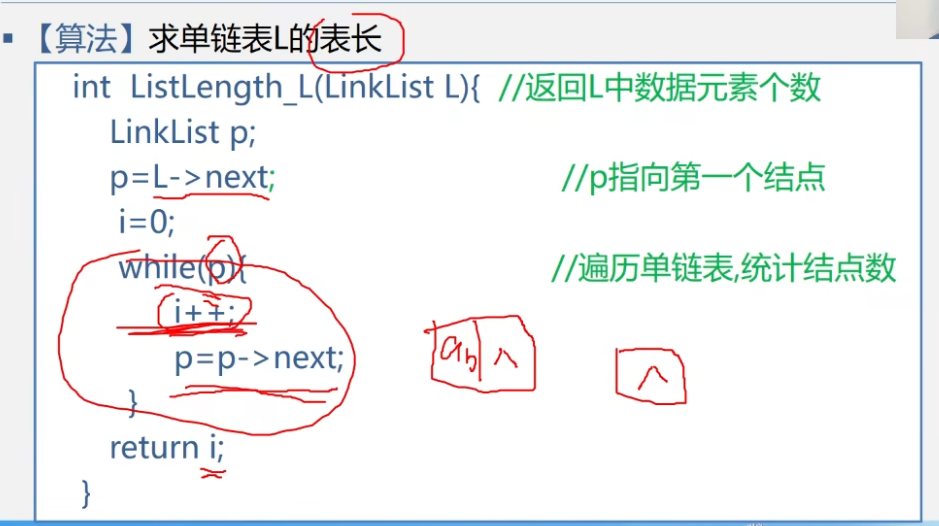 ▪ 【算法】求单链表L的表长
int ListLength_L(LinkList L){ //返回L中数据元素个数
LinkList p;
p=L->next; //p指向第一个结点
i=0;
while(p){ //遍历单链表,统计结点数
i++;
p=p->next;
}
return i;
}